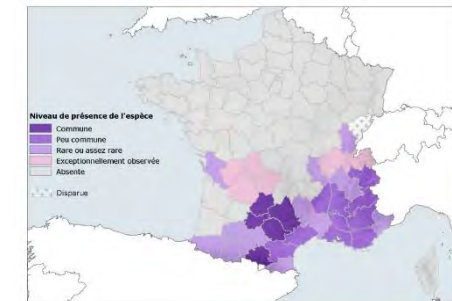 Niveau de présence de l'espèce
Commune
Peu commune
Rare ou assez rare
Exceptionnellement observée
Absente
Disparue